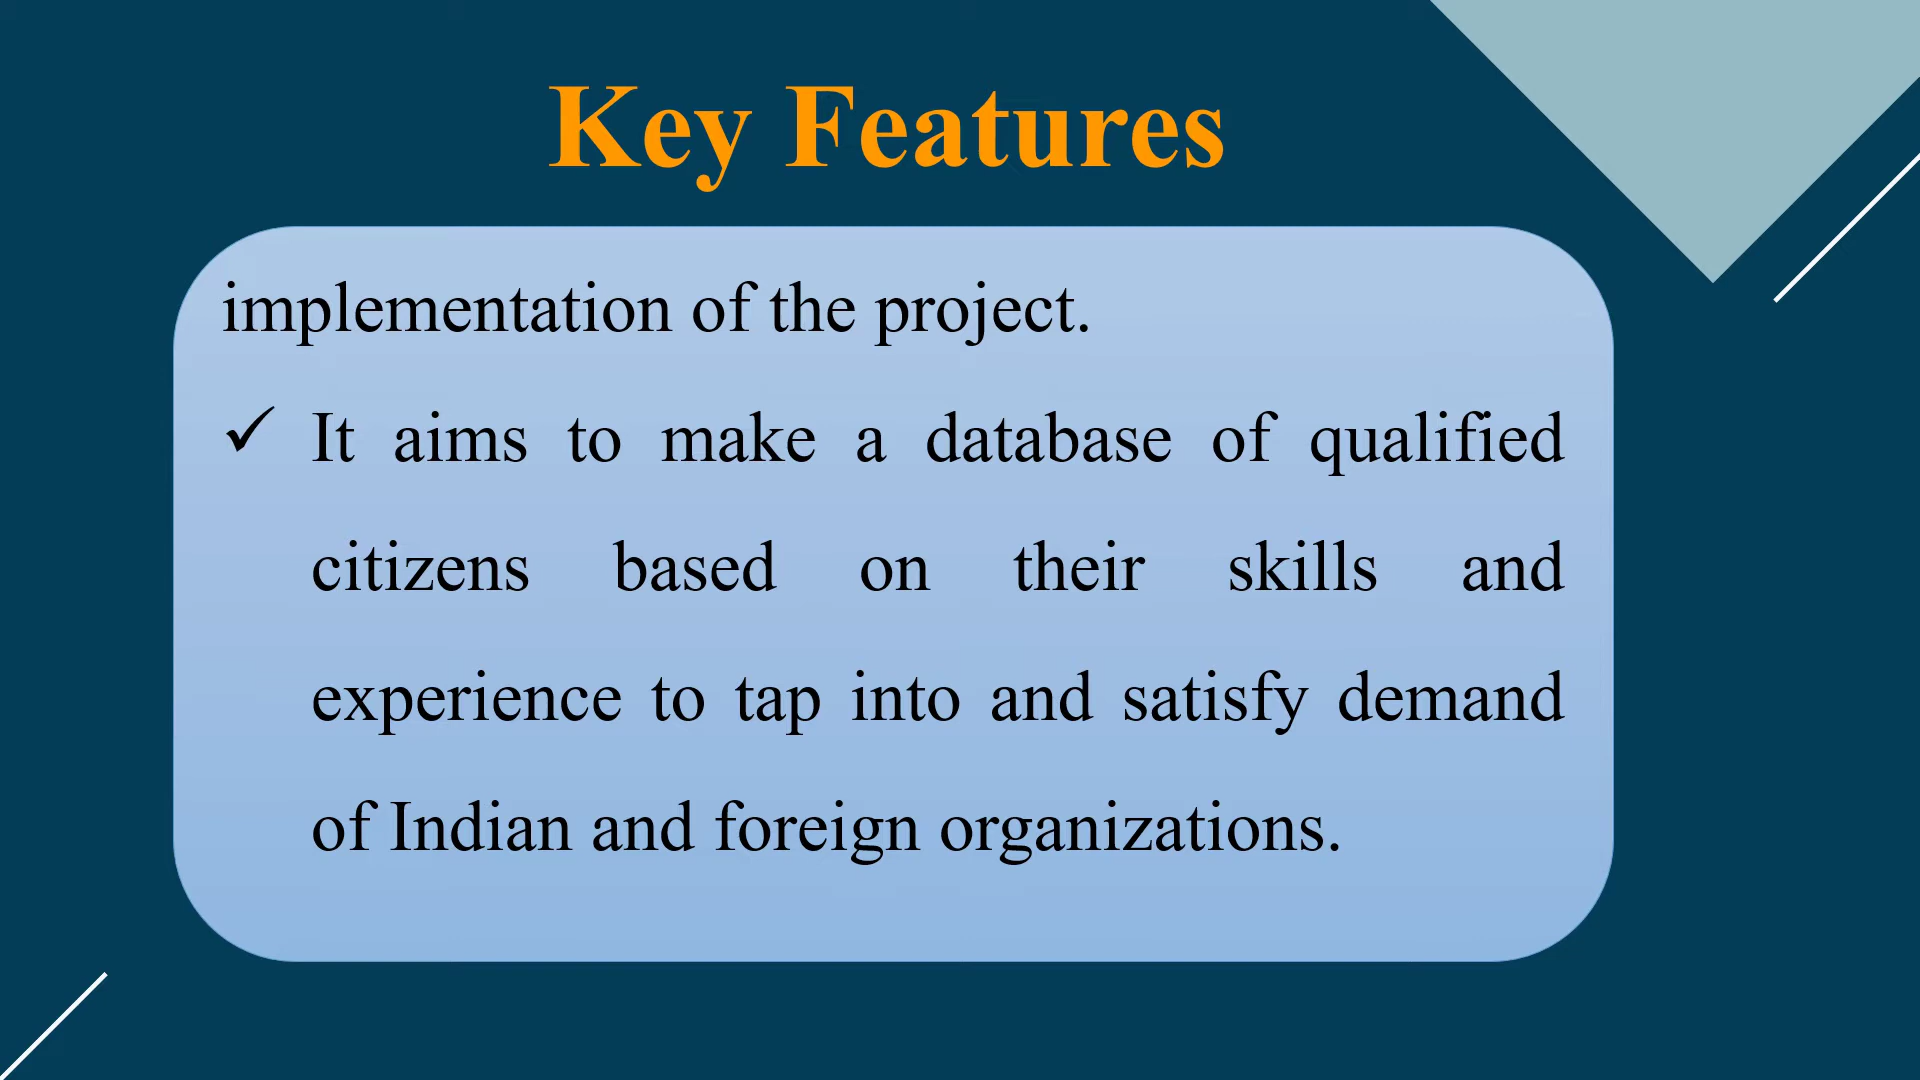 Key Features
implementation of the project.
✓ It aims to make a database of qualified
citizens based on their skills and
experience to tap into and satisfy demand
of Indian and foreign organizations.